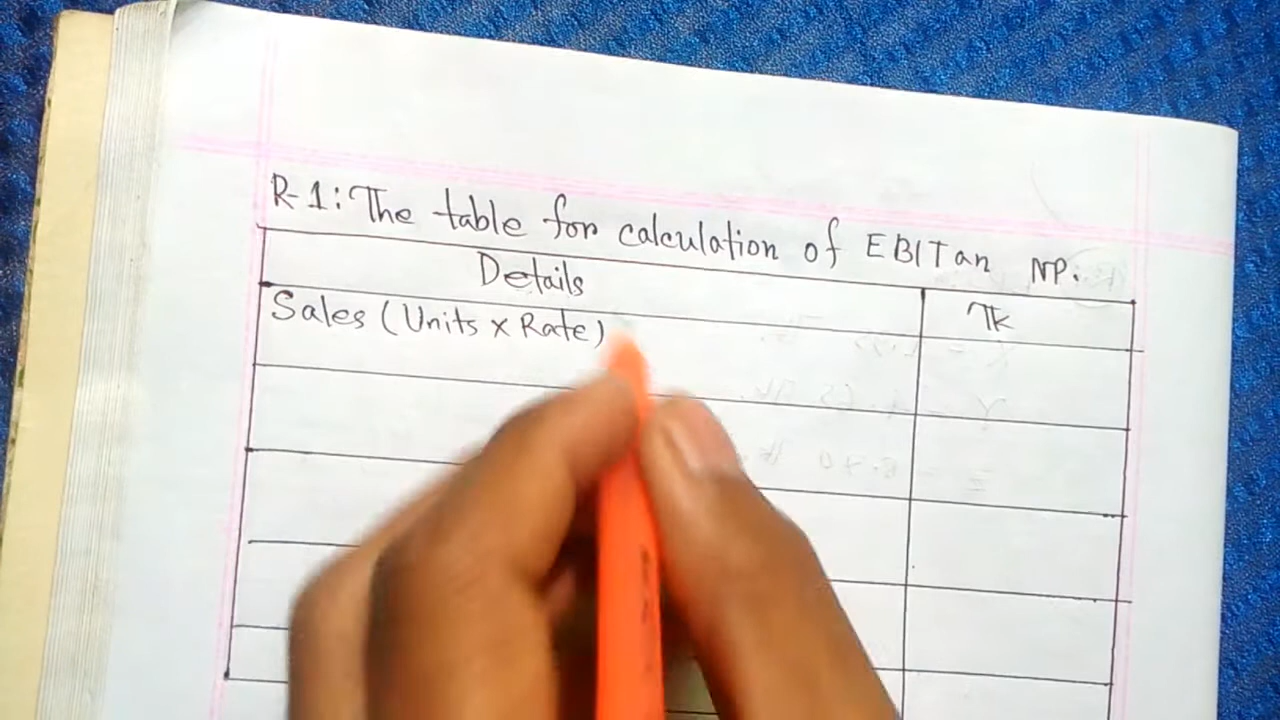 R-1: The table for calculation of EBIT an NP.
Details
Tk
Sales (Units x Rate)